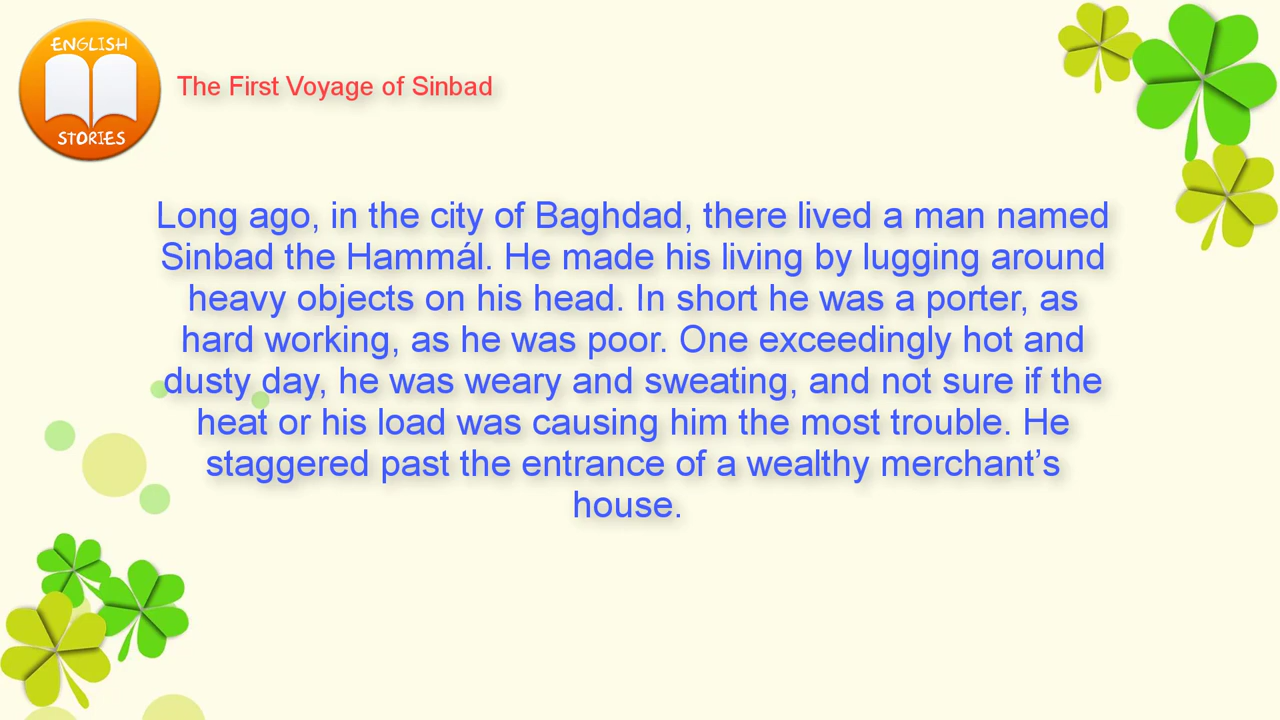 ENGLISH
STORIES
The First Voyage of Sinbad
Long ago, in the city of Baghdad, there lived a man named
Sinbad the Hammál. He made his living by lugging around
heavy objects on his head. In short he was a porter, as
hard working, as he was poor. One exceedingly hot and
dusty day, he was weary and sweating, and not sure if the
heat or his load was causing him the most trouble. He
staggered past the entrance of a wealthy merchant’s
house.